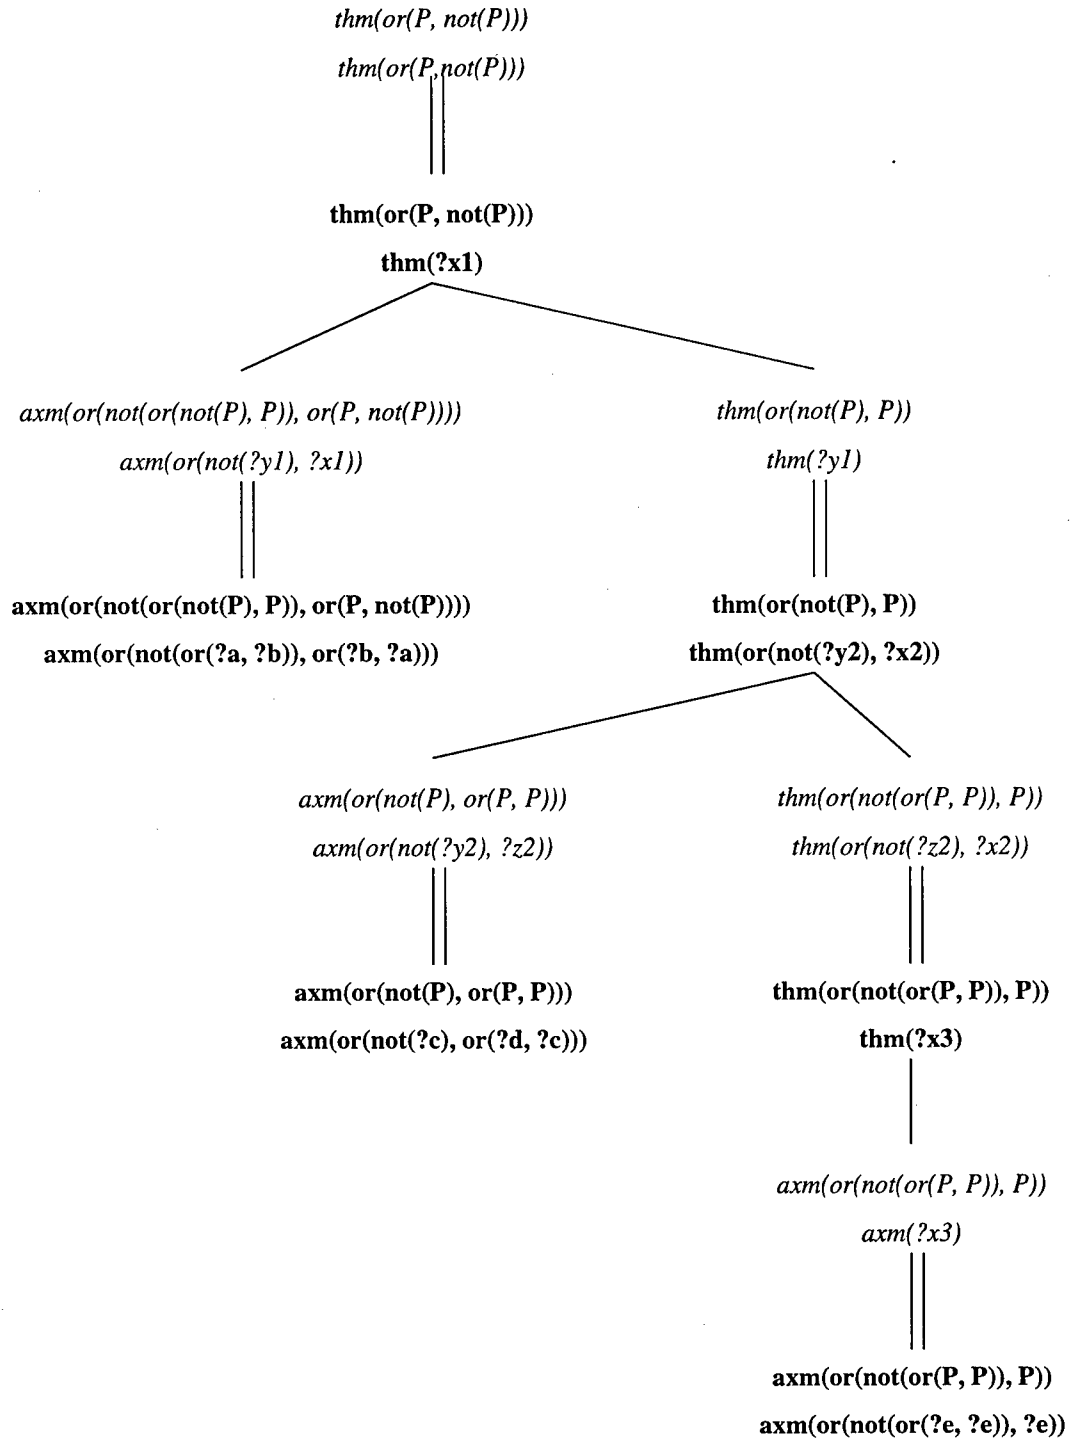 thm(or(P, not(P)))
thm(or(P,not(P)))
thm(or(P, not(P)))
thm(?x1)
axm(or(not(or(not(P), P)), or(P, not(P))))
thm(or(not(P), P))
axm(or(not(?y1), ?x1))
thm(?y1)
axm(or(not(or(not(P), P)), or(P, not(P))))
thm(or(not(P), P))
axm(or(not(or(?a, ?b)), or(?b, ?a)))
thm(or(not(?y2), ?x2))
axm(or(not(P), or(P, P)))
thm(or(not(or(P, P)), P))
axm(or(not(?y2), ?z2))
thm(or(not(?z2), ?x2))
axm(or(not(P), or(P, P)))
thm(or(not(or(P, P)), P))
axm(or(not(?c), or(?d, ?c)))
thm(?x3)
axm(or(not(or(P, P)), P))
axm(?x3)
axm(or(not(or(P, P)), P))
axm(or(not(or(?e, ?e)), ?e))